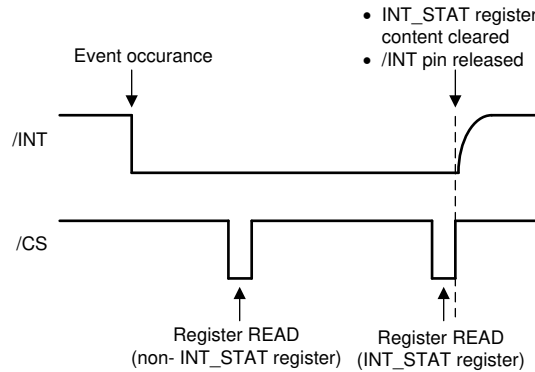 • INT_STAT register
content cleared
• /INT pin released
Event occurance
/INT
/CS
Register READ
(non- INT_STAT register)
Register READ
(INT_STAT register)